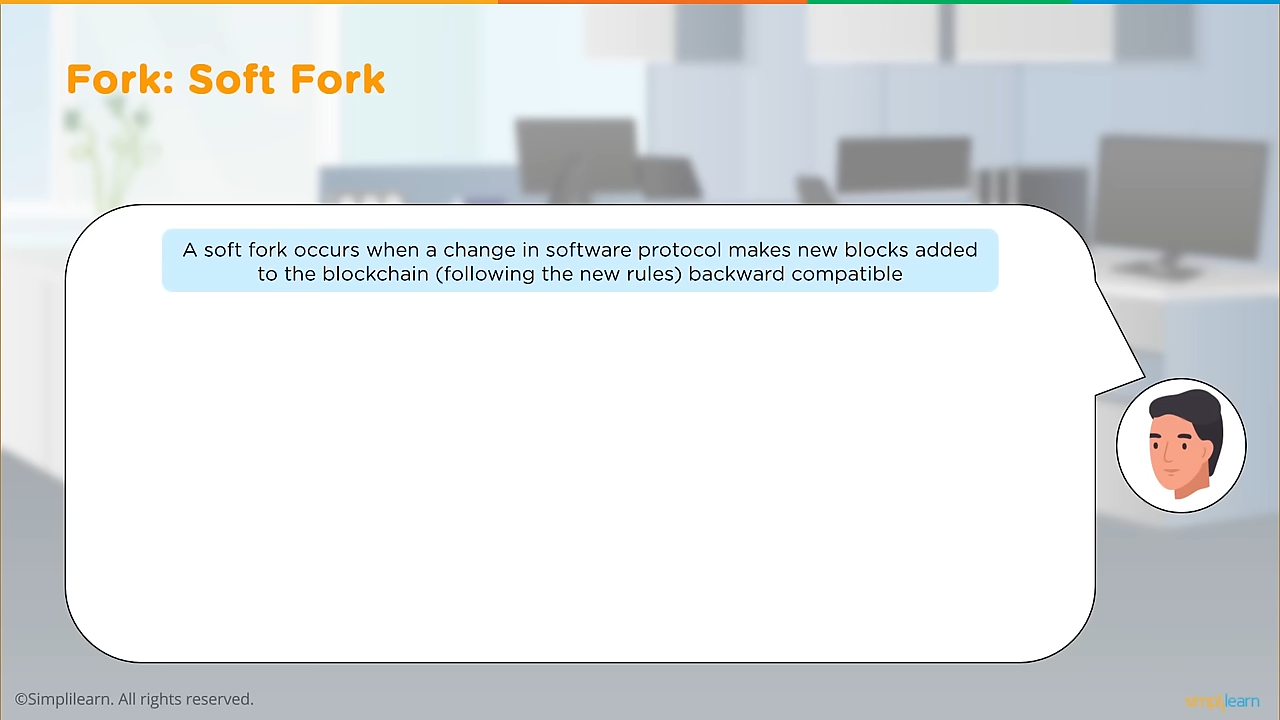 Fork: Soft Fork
A soft fork occurs when a change in software protocol makes new blocks added
to the blockchain (following the new rules) backward compatible
©Simplilearn. All rights reserved.
simplilearn